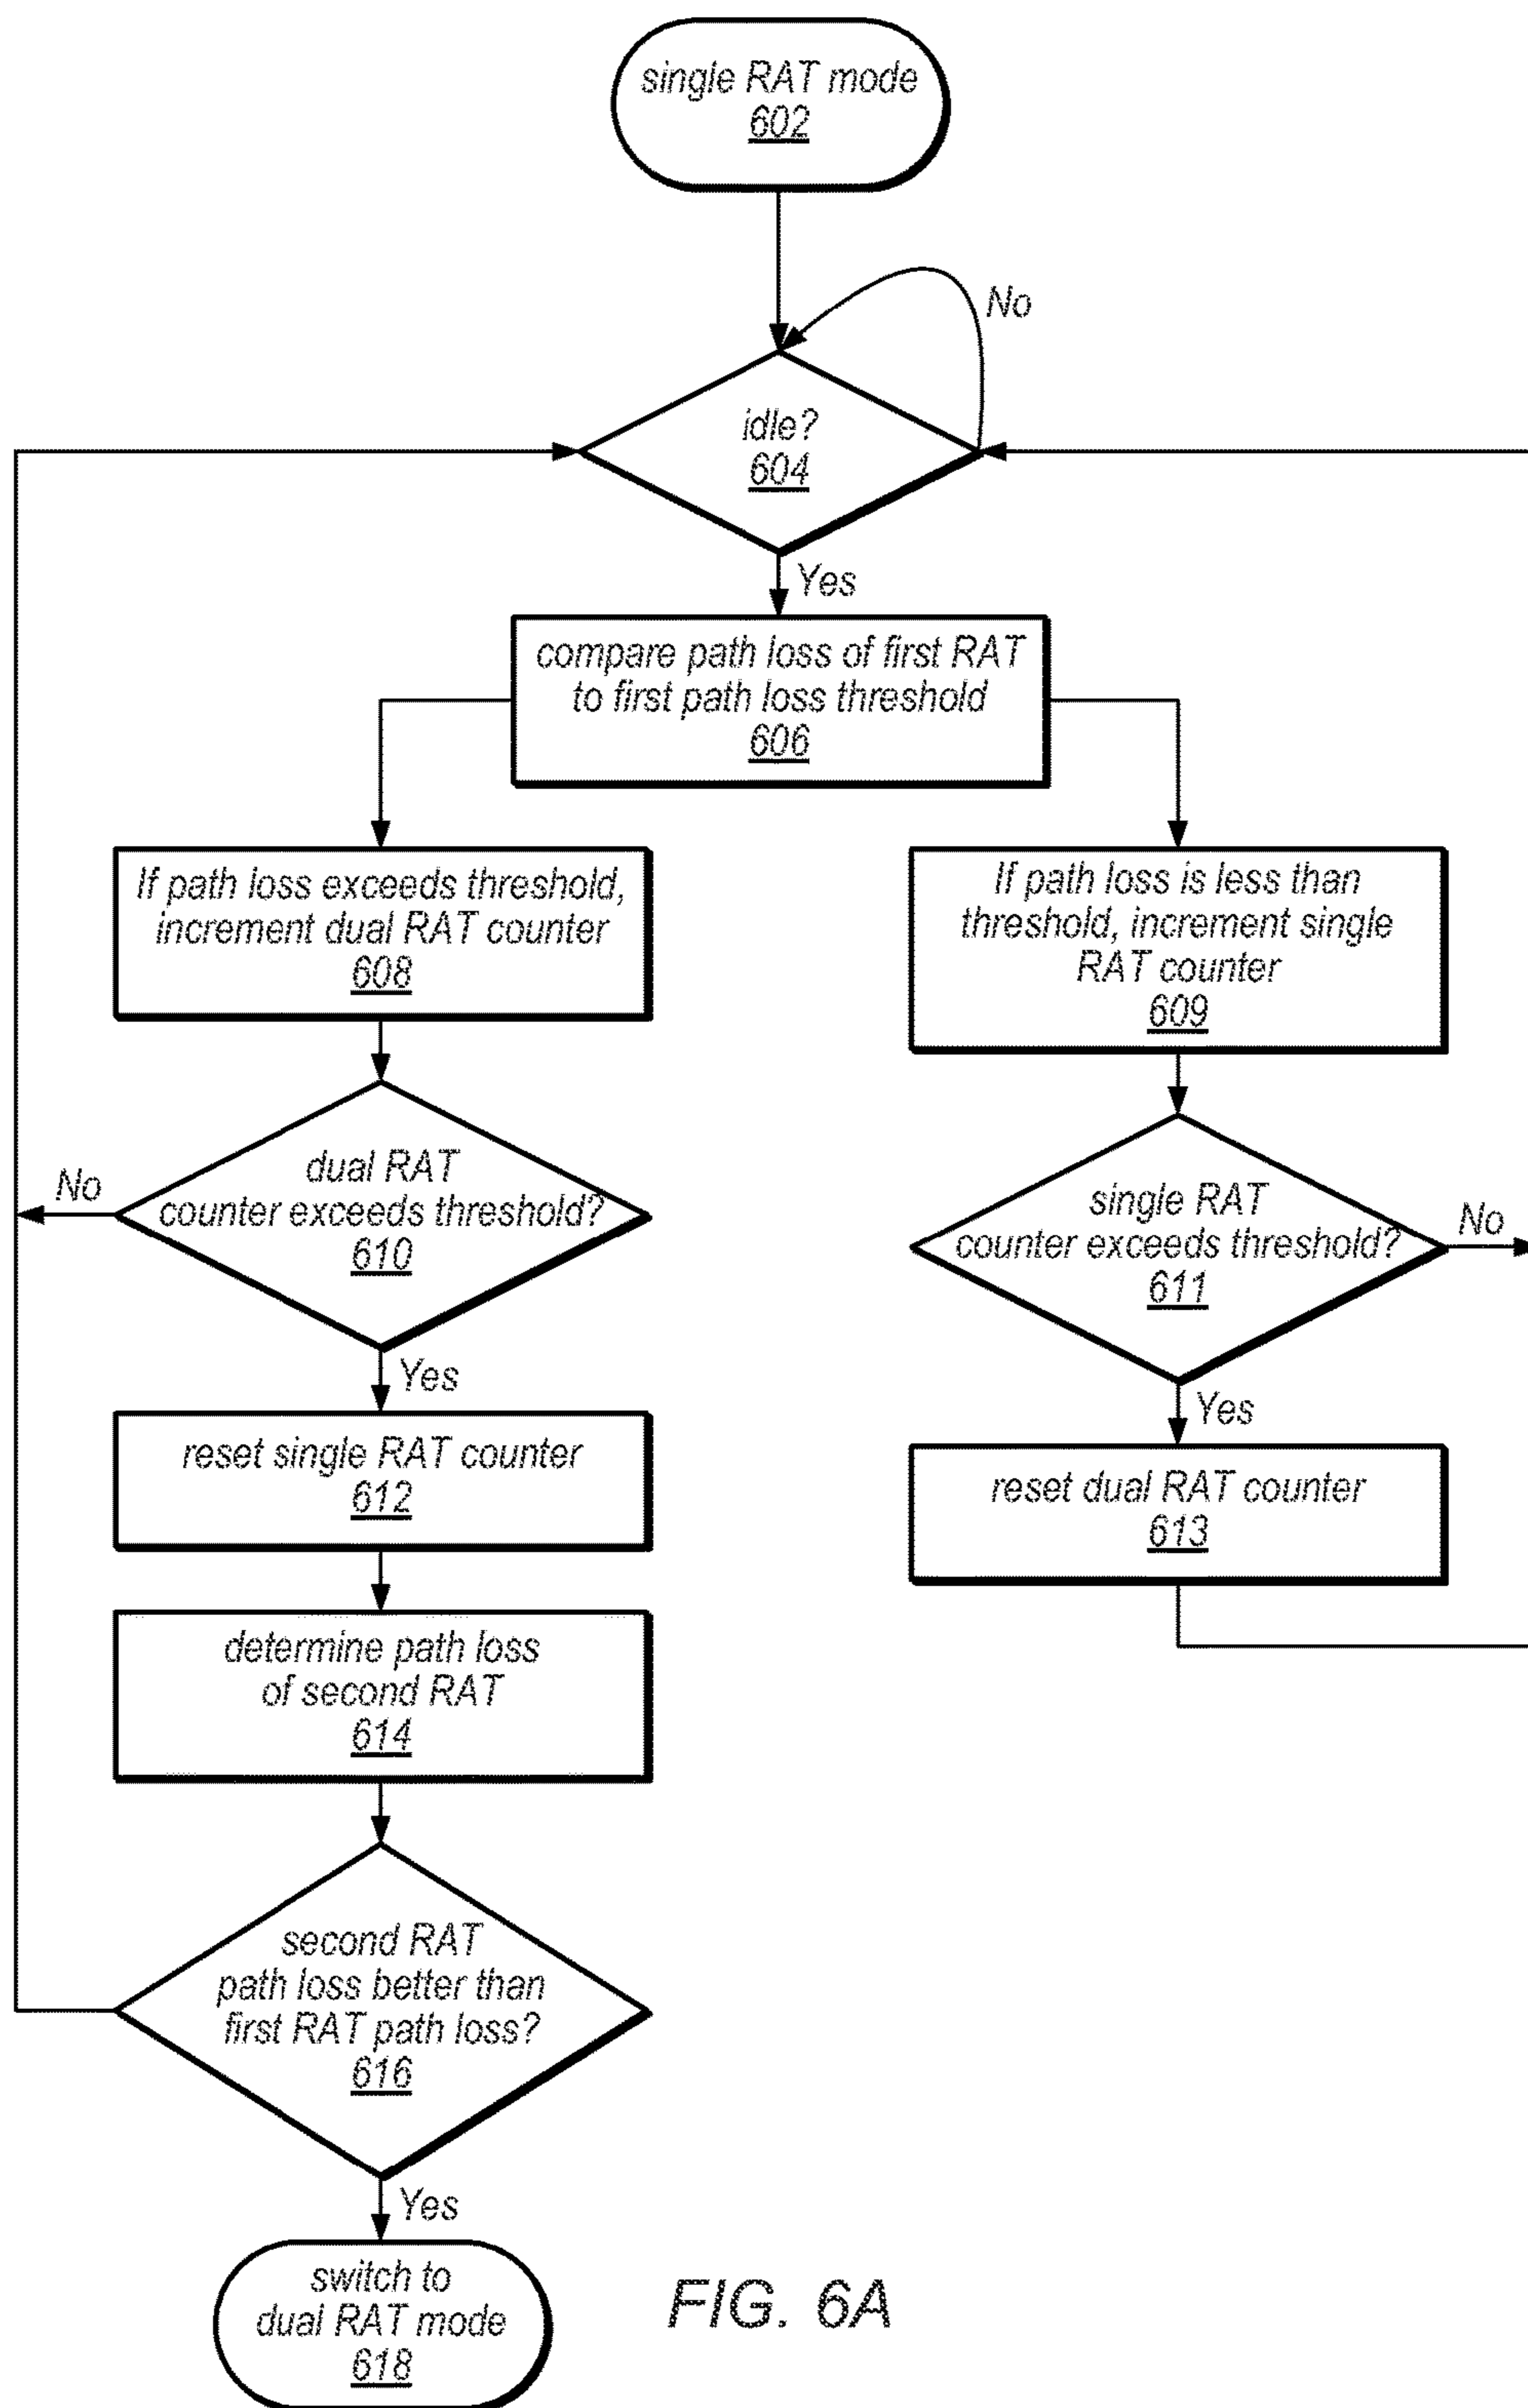 single RAT mode
602
No
idle?
604
Yes
compare path loss of first RAT
to first path loss threshold
606
If path loss exceeds threshold,
increment dual RAT counter
608
If path loss is less than
threshold, increment single
RAT counter
609
dual RAT
counter exceeds threshold?
610
No
single RAT
counter exceeds threshold?
611
No
Yes
reset single RAT counter
612
Yes
reset dual RAT counter
613
determine path loss
of second RAT
614
second RAT
path loss better than
first RAT path loss?
616
Yes
switch to
dual RAT mode
618
FIG. 6A